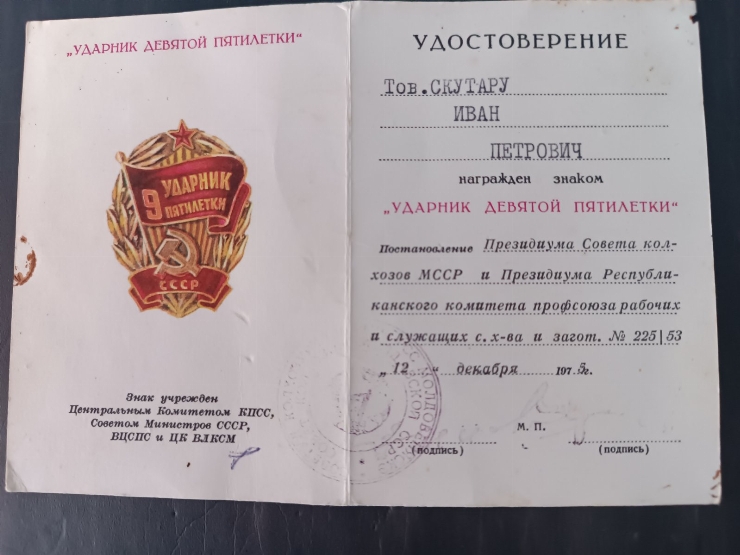 „УДАРНИК ДЕВЯТОЙ ПЯТИЛЕТКИ“
9 УДАРНИК
ПЯТИЛЕТКИ
СССР
Знак учрежден
Центральным Комитетом КПСС,
Советом Министров СССР,
ВЦСПС и ЦК ВЛКСМ
УДОСТОВЕРЕНИЕ
Тов.СКУТАРУ
ИВАН
ПЕТРОВИЧ
награжден знаком
„УДАРНИК ДЕВЯТОЙ ПЯТИЛЕТКИ“
Постановление Президиума Совета кол-
хозов МССР и Президиума Республи-
канского комитета профсоюза рабочих
и служащих с.х-ва и загот. № 225|53
„12 „ декабря 1975г.
М. П.
(подпись) (подпись)